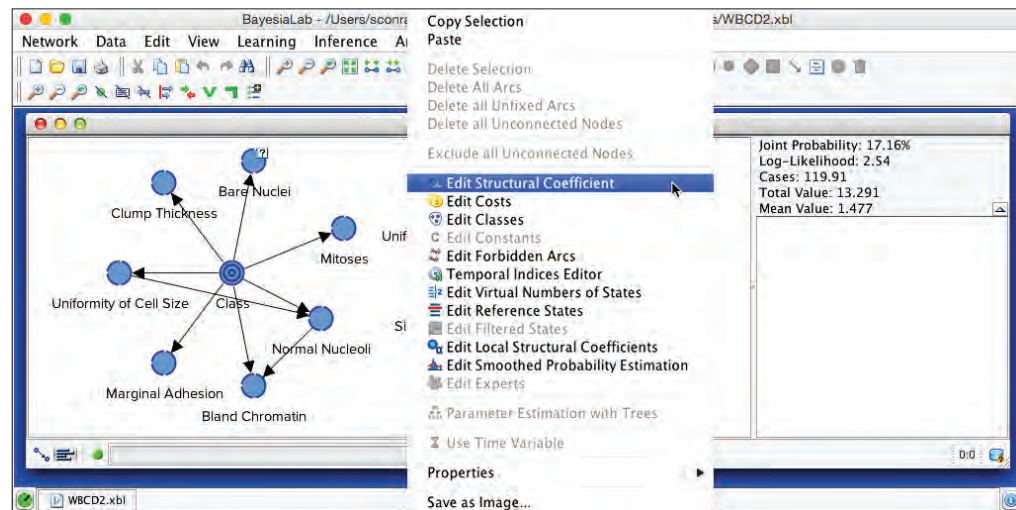 BayesiaLab - /Users/sconra
s/WBCD2.xbl
Network Data Edit View Learning Inference
Copy Selection
Paste
Delete Selection
Delete All Arcs
Delete all Unfixed Arcs
Delete all Unconnected Nodes
Exclude all Unconnected Nodes
Edit Structural Coefficient
Edit Costs
Edit Classes
C Edit Constants
Edit Forbidden Arcs
Temporal Indices Editor
Edit Virtual Numbers of States
Edit Reference States
Edit Filtered States
Edit Local Structural Coefficients
Edit Smoothed Probability Estimation
Edit Experts
Parameter Estimation with Trees
Use Time Variable
Properties
Save as Image...
?
Bare Nuclei
Clump Thickness
Mitoses
Unif
Uniformity of Cell Size
Class
Si
Normal Nucleoli
Marginal Adhesion
Bland Chromatin
Joint Probability: 17.16%
Log-Likelihood: 2.54
Cases: 119.91
Total Value: 13.291
Mean Value: 1.477
0:0
WBCD2.xbl